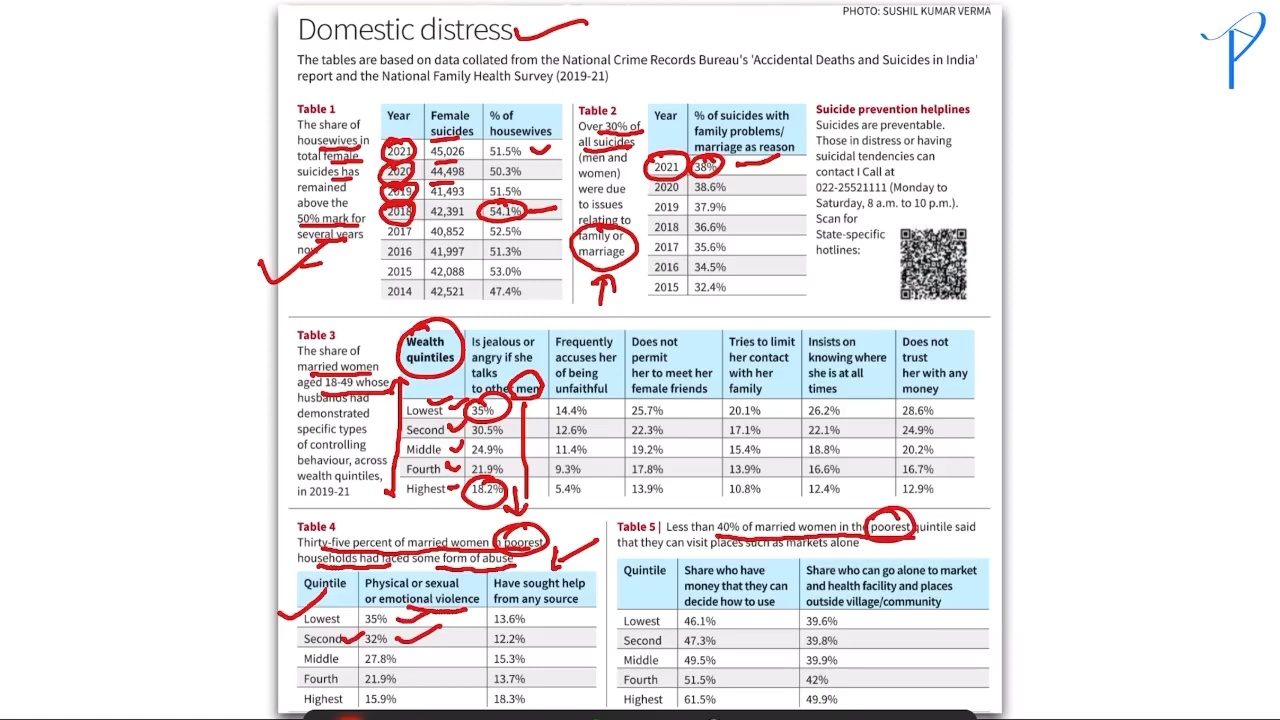 PHOTO: SUSHIL KUMAR VERMA
Domestic distress
The tables are based on data collated from the National Crime Records Bureau's 'Accidental Deaths and Suicides in India'
report and the National Family Health Survey (2019-21)
Table 1
The share of
housewives in
total female
suicides has
remained
above the
50% mark for
several years
now
Year Female suicides % of housewives
2021 45,026 51.5%
2020 44,498 50.3%
2019 41,493 51.5%
2018 42,391 54.1%
2017 40,852 52.5%
2016 41,997 51.3%
2015 42,088 53.0%
2014 42,521 47.4%
Table 2
Over 30% of
all suicides
(men and
women)
were due
to issues
relating to
family or
marriage
Year % of suicides with family problems/ marriage as reason
2021 38%
2020 38.6%
2019 37.9%
2018 36.6%
2017 35.6%
2016 34.5%
2015 32.4%
Suicide prevention helplines
Suicides are preventable.
Those in distress or having
suicidal tendencies can
contact I Call at
022-25521111 (Monday to
Saturday, 8 a.m. to 10 p.m.).
Scan for
State-specific
hotlines:
Table 3
The share of
married women
aged 18-49 whose
husbands had
demonstrated
specific types
of controlling
behaviour, across
wealth quintiles,
in 2019-21
Wealth quintiles Is jealous or angry if she talks to other men Frequently accuses her of being unfaithful Does not permit her to meet her female friends Tries to limit her contact with her family Insists on knowing where she is at all times Does not trust her with any money
Lowest 35% 14.4% 25.7% 20.1% 26.2% 28.6%
Second 30.5% 12.6% 22.3% 17.1% 22.1% 24.9%
Middle 24.9% 11.4% 19.2% 15.4% 18.8% 20.2%
Fourth 21.9% 9.3% 17.8% 13.9% 16.6% 16.7%
Highest 18.2% 5.4% 13.9% 10.8% 12.4% 12.9%
Table 4
Thirty-five percent of married women in poorest
households had faced some form of abuse
Quintile Physical or sexual or emotional violence Have sought help from any source
Lowest 35% 13.6%
Second 32% 12.2%
Middle 27.8% 15.3%
Fourth 21.9% 13.7%
Highest 15.9% 18.3%
Table 5 | Less than 40% of married women in the poorest quintile said
that they can visit places such as markets alone
Quintile Share who have money that they can decide how to use Share who can go alone to market and health facility and places outside village/community
Lowest 46.1% 39.6%
Second 47.3% 39.8%
Middle 49.5% 39.9%
Fourth 51.5% 42%
Highest 61.5% 49.9%